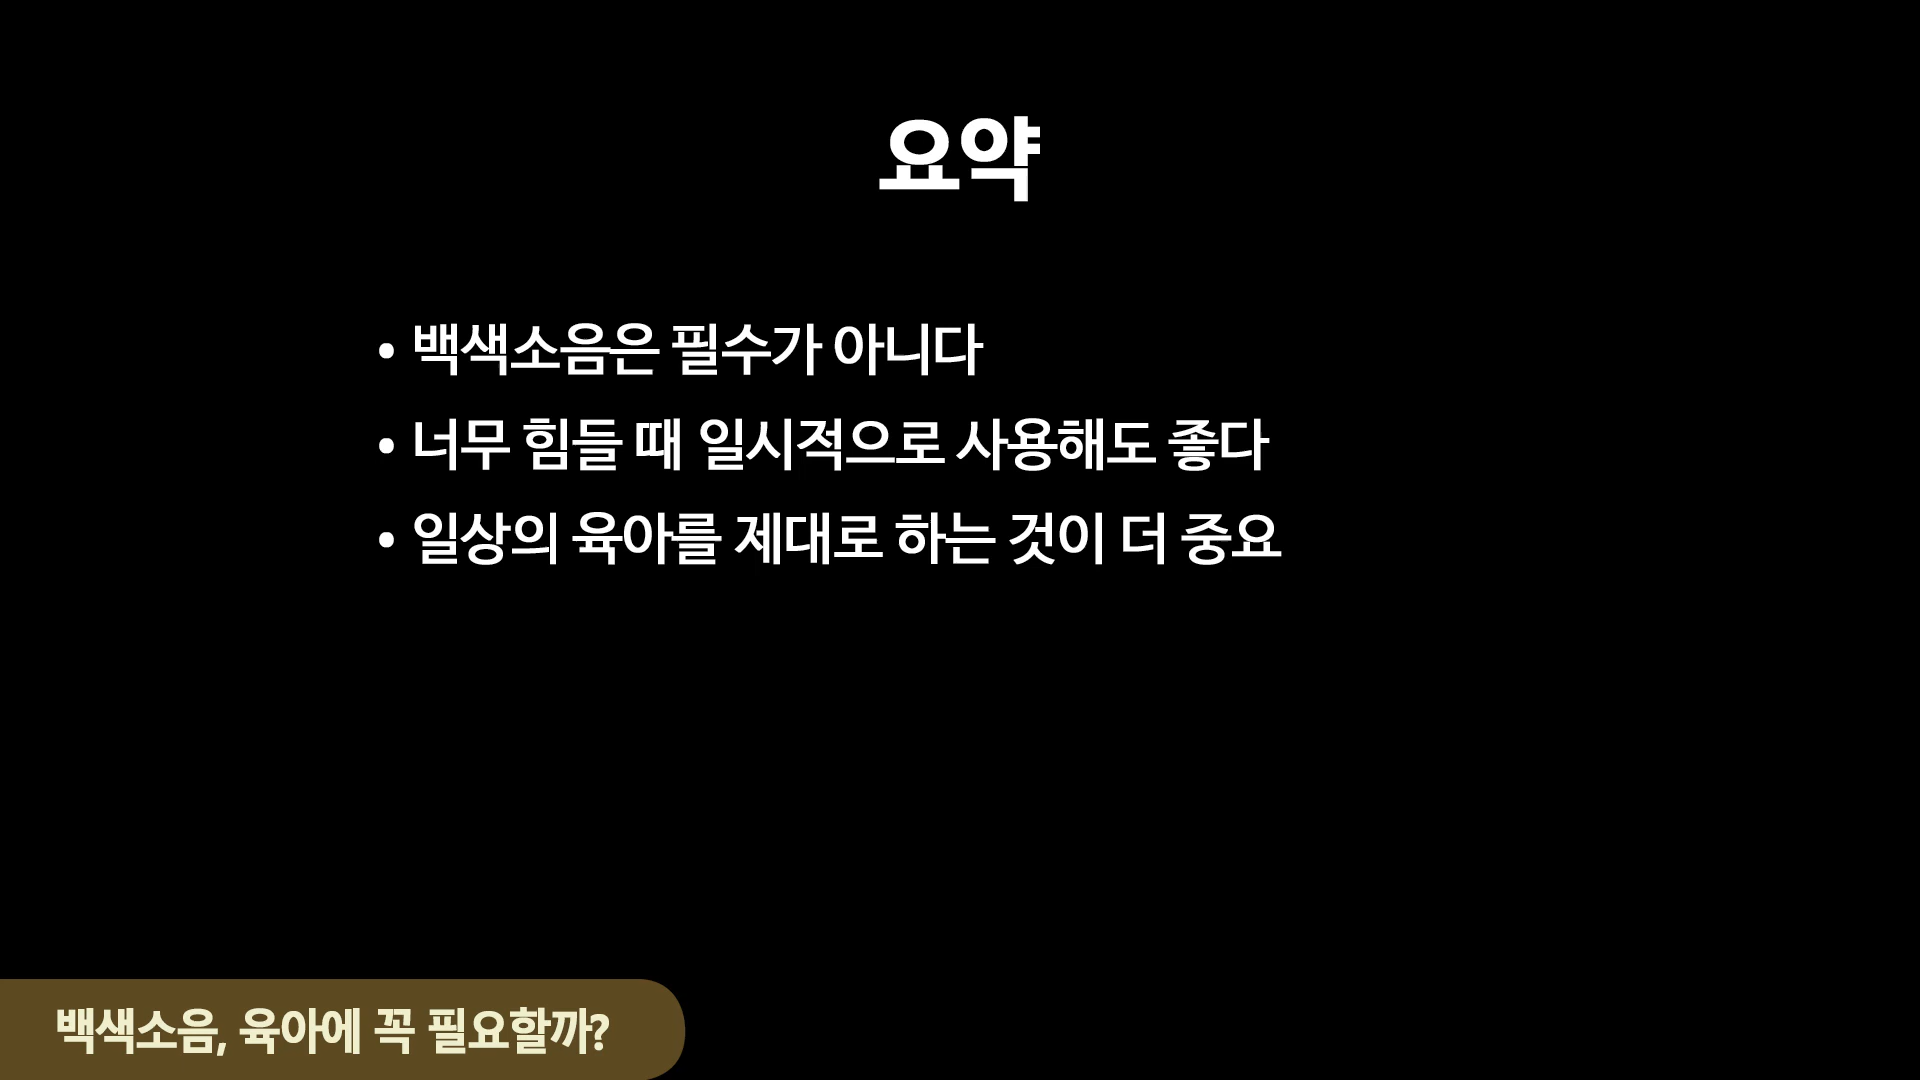 요약
• 백색소음은 필수가 아니다
• 너무 힘들 때 일시적으로 사용해도 좋다
• 일상의 육아를 제대로 하는 것이 더 중요
백색소음, 육아에 꼭 필요할까?